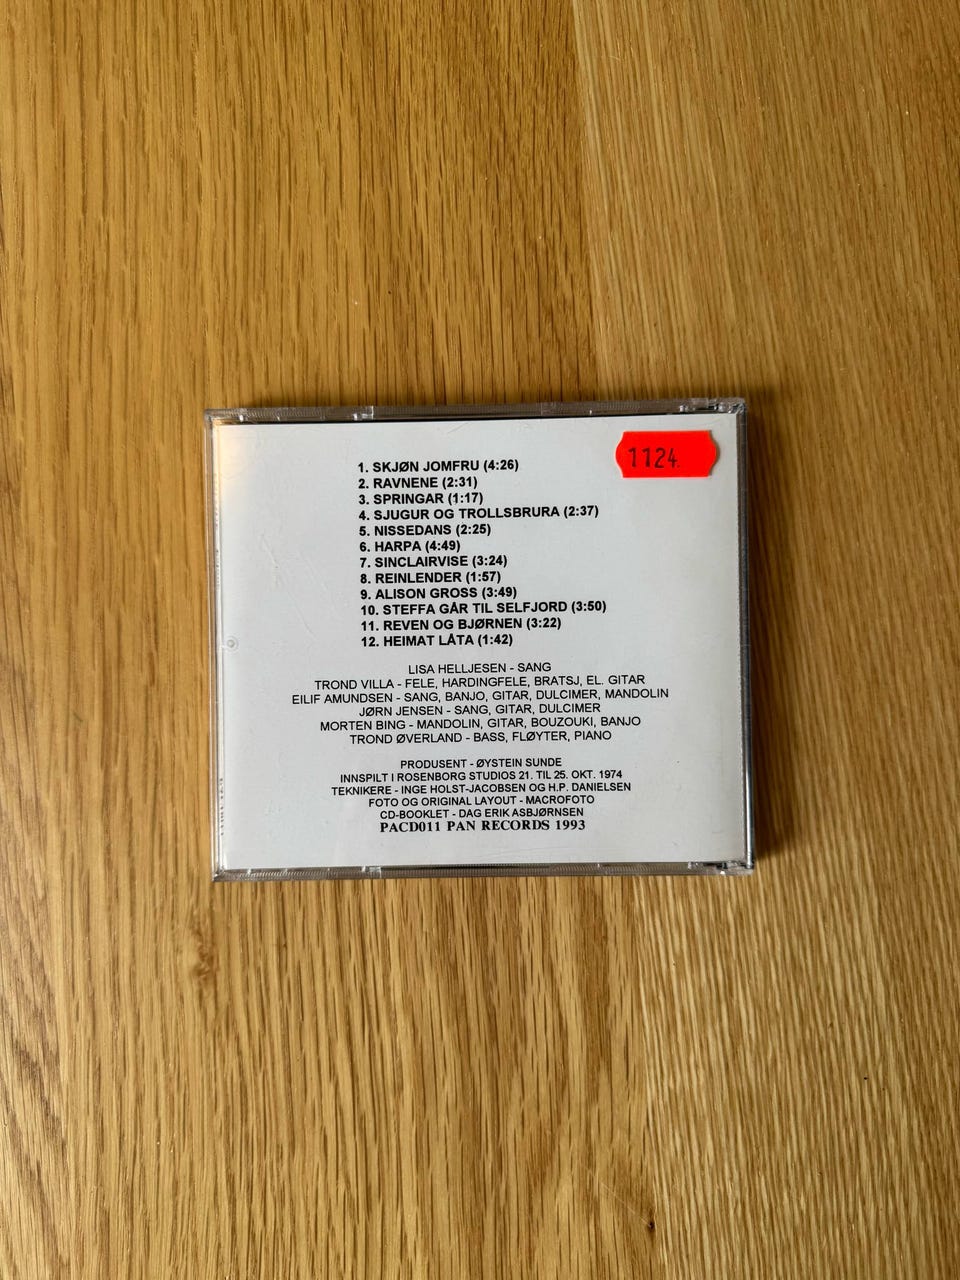 1124.
1. SKJØN JOMFRU (4:26)
2. RAVNENE (2:31)
3. SPRINGAR (1:17)
4. SJUGUR OG TROLLSBRURA (2:37)
5. NISSEDANS (2:25)
6. HARPA (4:49)
7. SINCLAIRVISE (3:24)
8. REINLENDER (1:57)
9. ALISON GROSS (3:49)
10. STEFFA GÅR TIL SELFJORD (3:50)
11. REVEN OG BJØRNEN (3:22)
12. HEIMAT LÅTA (1:42)
LISA HELLJESEN - SANG
TROND VILLA - FELE, HARDINGFELE, BRATSJ, EL. GITAR
EILIF AMUNDSEN - SANG, BANJO, GITAR, DULCIMER, MANDOLIN
JØRN JENSEN - SANG, GITAR, DULCIMER
MORTEN BING - MANDOLIN, GITAR, BOUZOUKI, BANJO
TROND ØVERLAND - BASS, FLØYTER, PIANO
PRODUSENT - ØYSTEIN SUNDE
INNSPILT I ROSENBORG STUDIOS 21. TIL 25. OKT. 1974
TEKNIKERE - INGE HOLST-JACOBSEN OG H.P. DANIELSEN
FOTO OG ORIGINAL LAYOUT - MACROFOTO
CD-BOOKLET - DAG ERIK ASBJØRNSEN
PACD011 PAN RECORDS 1993